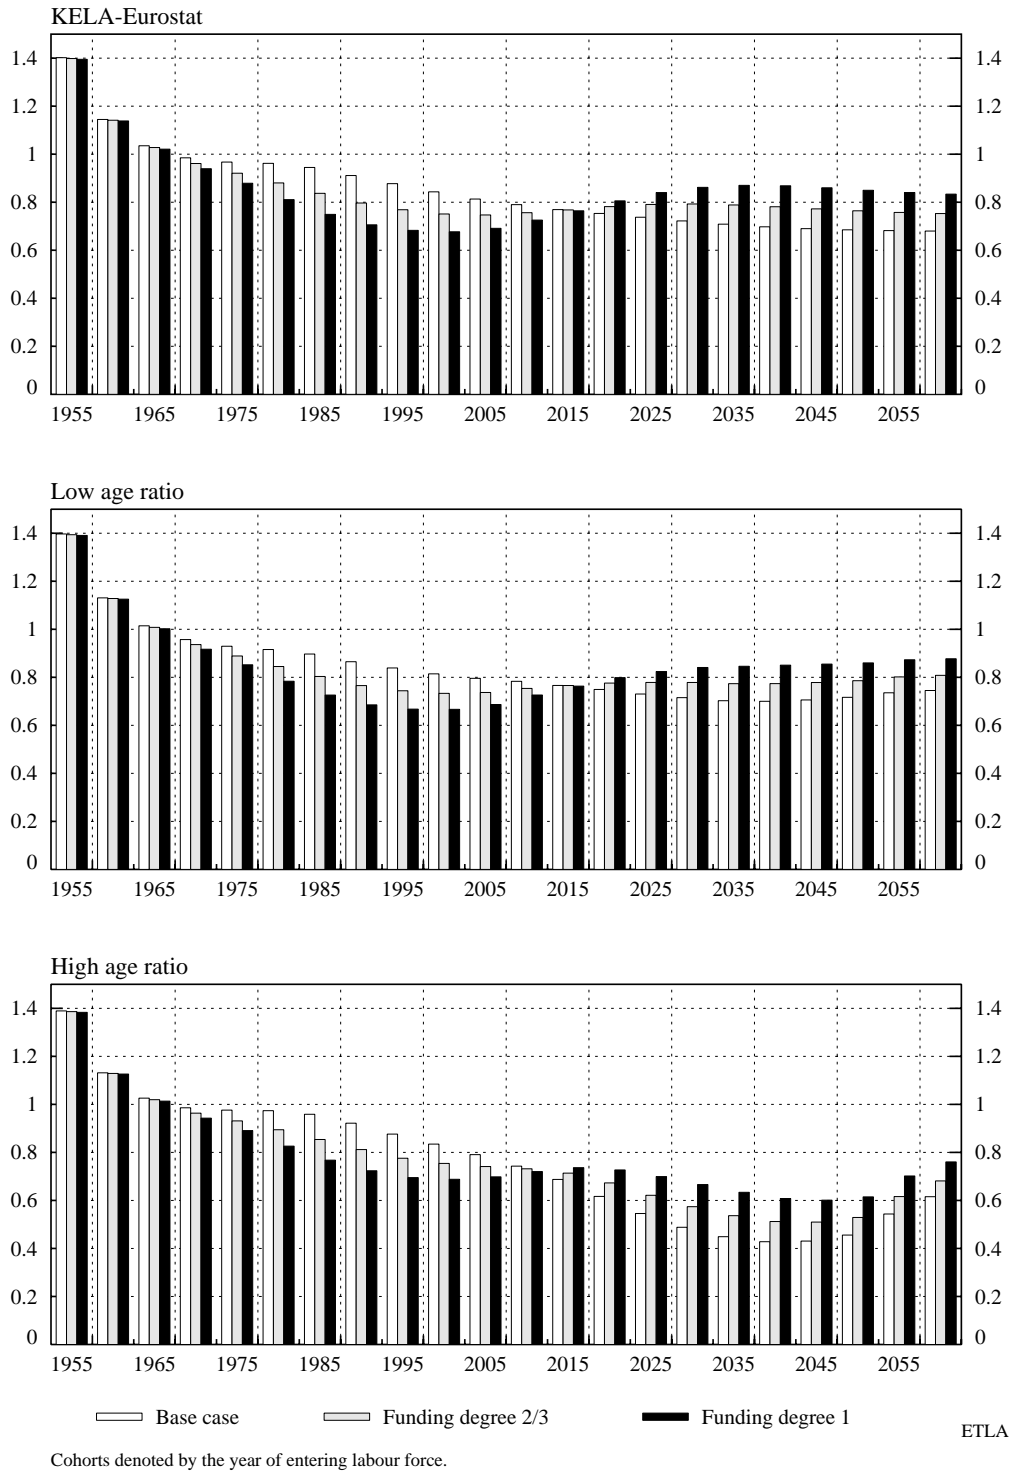 KELA-Eurostat
1.4 1.4
1.2 1.2
1 1
0.8 0.8
0.6 0.6
0.4 0.4
0.2 0.2
0 0
1955 1965 1975 1985 1995 2005 2015 2025 2035 2045 2055
Low age ratio
1.4 1.4
1.2 1.2
1 1
0.8 0.8
0.6 0.6
0.4 0.4
0.2 0.2
0 0
1955 1965 1975 1985 1995 2005 2015 2025 2035 2045 2055
High age ratio
1.4 1.4
1.2 1.2
1 1
0.8 0.8
0.6 0.6
0.4 0.4
0.2 0.2
0 0
1955 1965 1975 1985 1995 2005 2015 2025 2035 2045 2055
Base case Funding degree 2/3 Funding degree 1
ETLA
Cohorts denoted by the year of entering labour force.